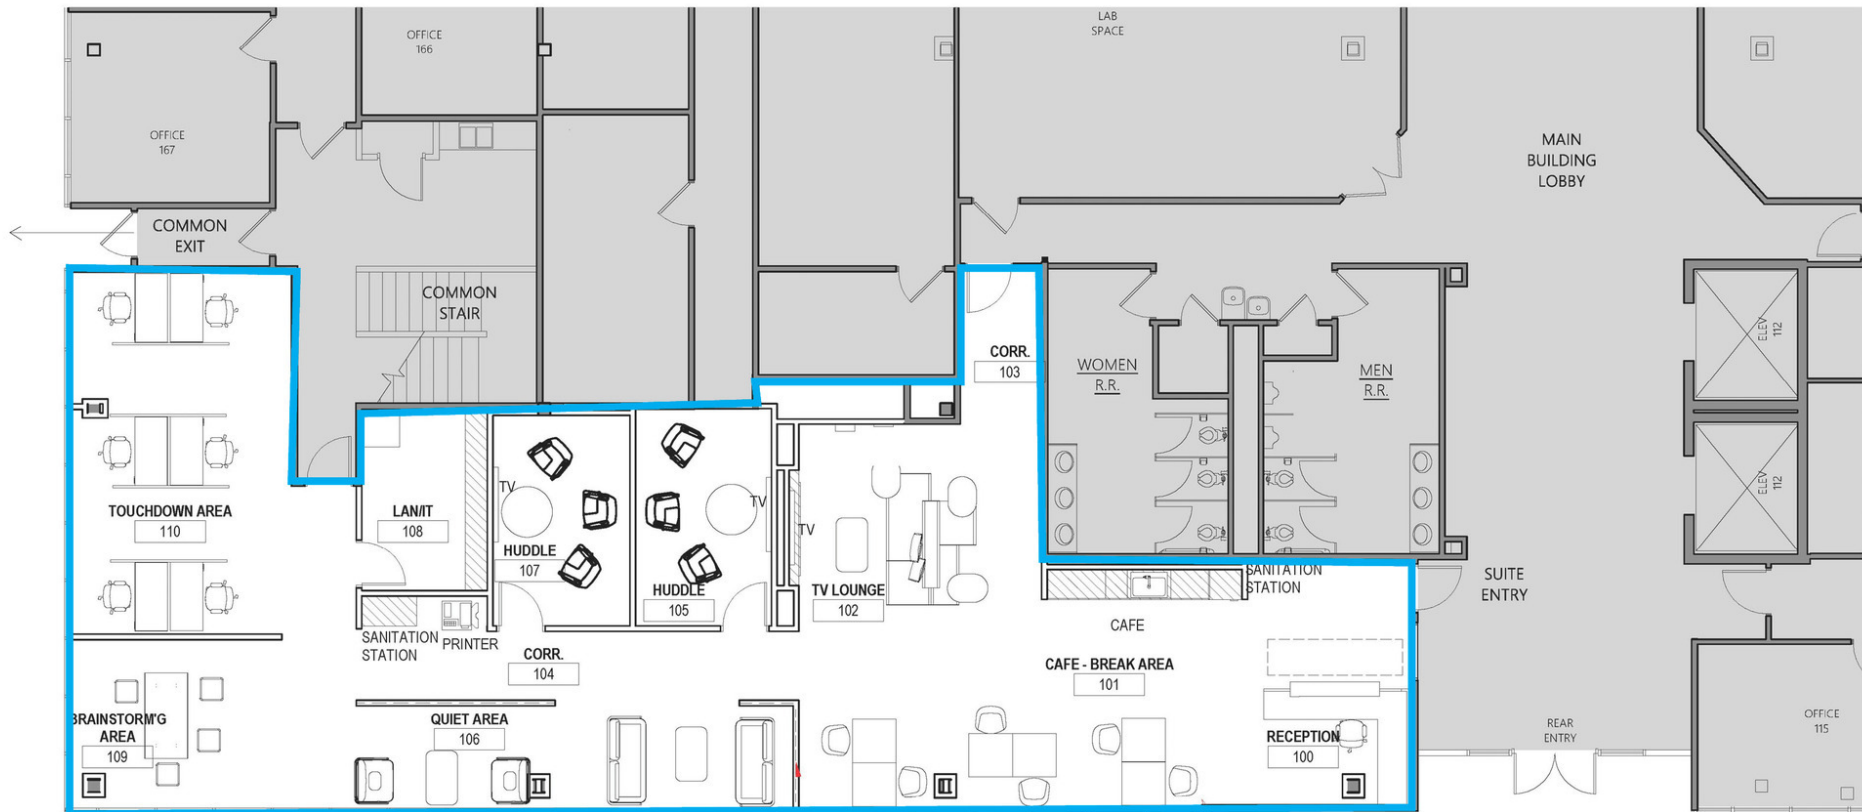 LAB
SPACE
OFFICE
166
OFFICE
167
MAIN
BUILDING
LOBBY
COMMON
EXIT
COMMON
STAIR
ELEV
112
CORR.
103
WOMEN
R.R.
MEN
R.R.
ELEV
112
TV
TV
TV
TOUCHDOWN AREA
110
LAN/IT
108
HUDDLE
107
HUDDLE
105
TV LOUNGE
102
SANITATION
STATION
SUITE
ENTRY
CAFE
SANITATION
STATION
PRINTER
CORR.
104
CAFE - BREAK AREA
101
BRAINSTORM'G
AREA
109
QUIET AREA
106
RECEPTION
100
REAR
ENTRY
OFFICE
115